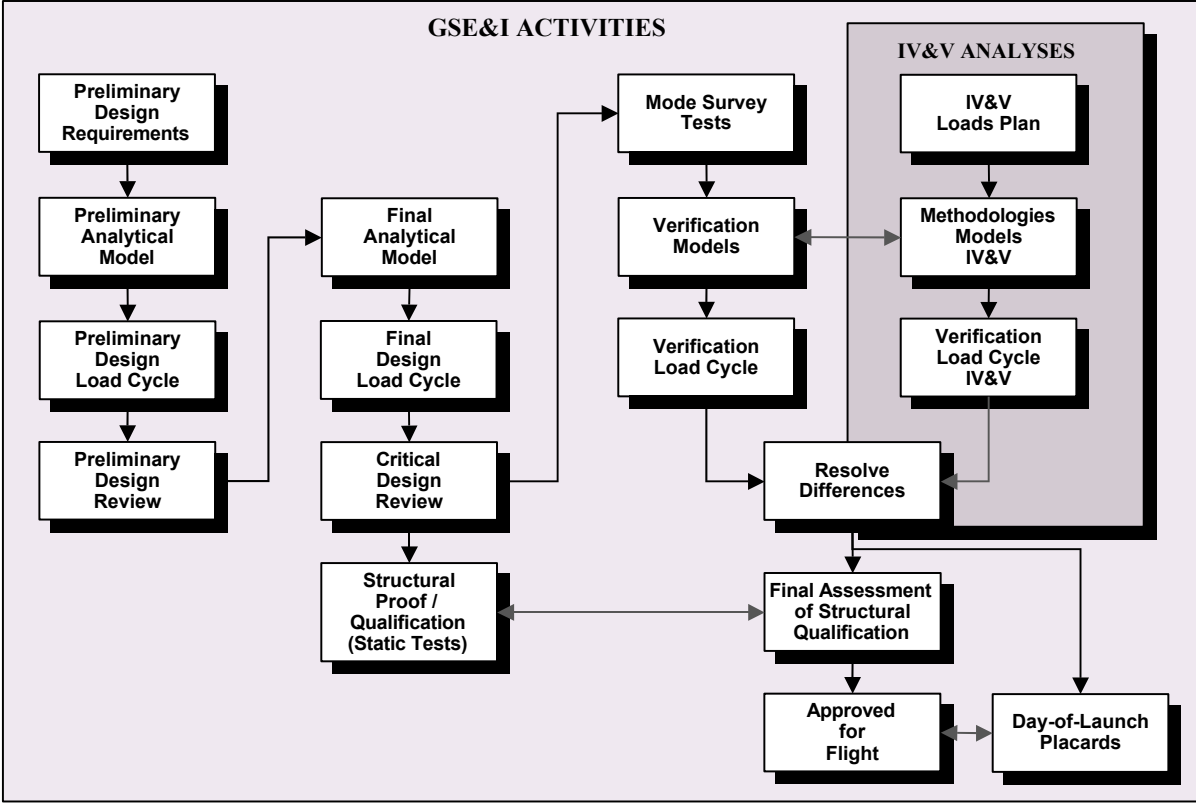 GSE&I ACTIVITIES
Preliminary
Design
Requirements
Preliminary
Analytical
Model
Preliminary
Design
Load Cycle
Preliminary
Design
Review
Final
Analytical
Model
Final
Design
Load Cycle
Critical
Design
Review
Structural
Proof /
Qualification
(Static Tests)
Mode Survey
Tests
Verification
Models
Verification
Load Cycle
IV&V ANALYSES
IV&V
Loads Plan
Methodologies
Models
IV&V
Verification
Load Cycle
IV&V
Resolve
Differences
Final Assessment
of Structural
Qualification
Approved
for
Flight
Day-of-Launch
Placards